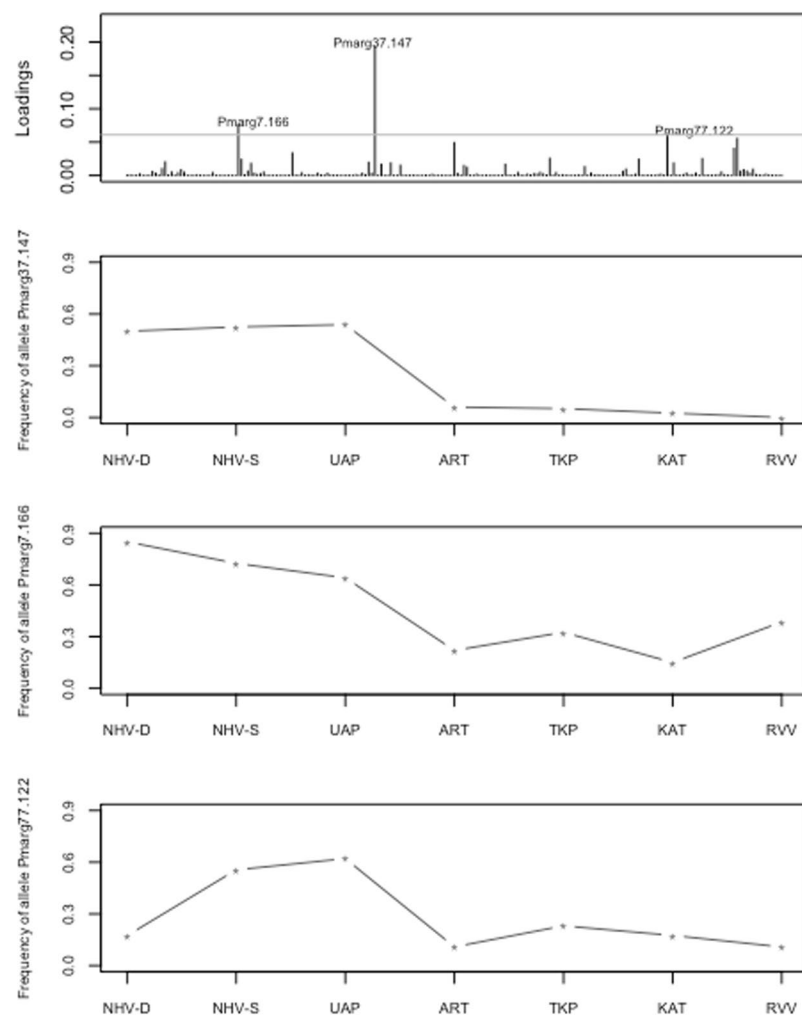 Loadings
0.20
0.10
0.00
Pmarg37.147
Pmarg7.166
Pmarg77.122
Frequency of allele Pmarg37.147
0.9
0.6
0.3
0.0
NHV-D NHV-S UAP ART TKP KAT RVV
Frequency of allele Pmarg7.166
0.9
0.6
0.3
0.0
NHV-D NHV-S UAP ART TKP KAT RVV
Frequency of allele Pmarg77.122
0.9
0.6
0.3
0.0
NHV-D NHV-S UAP ART TKP KAT RVV